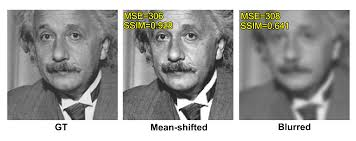 MSE=306
SSIM=0.928
MSE=308
SSIM=0.641
GT
Mean-shifted
Blurred